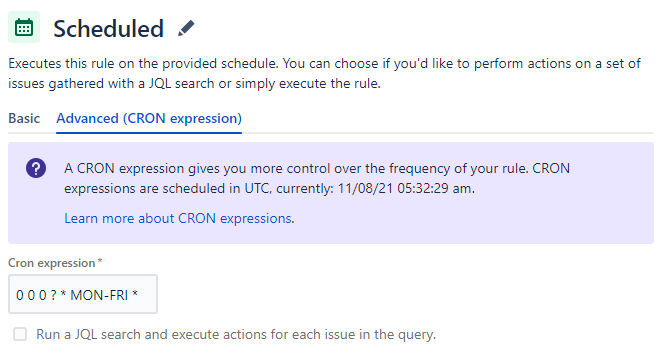 Scheduled
Executes this rule on the provided schedule. You can choose if you'd like to perform actions on a set of
issues gathered with a JQL search or simply execute the rule.
Basic Advanced (CRON expression)
A CRON expression gives you more control over the frequency of your rule. CRON
expressions are scheduled in UTC, currently: 11/08/21 05:32:29 am.
Learn more about CRON expressions.
Cron expression*
0 0 0 ? * MON-FRI *
Run a JQL search and execute actions for each issue in the query.